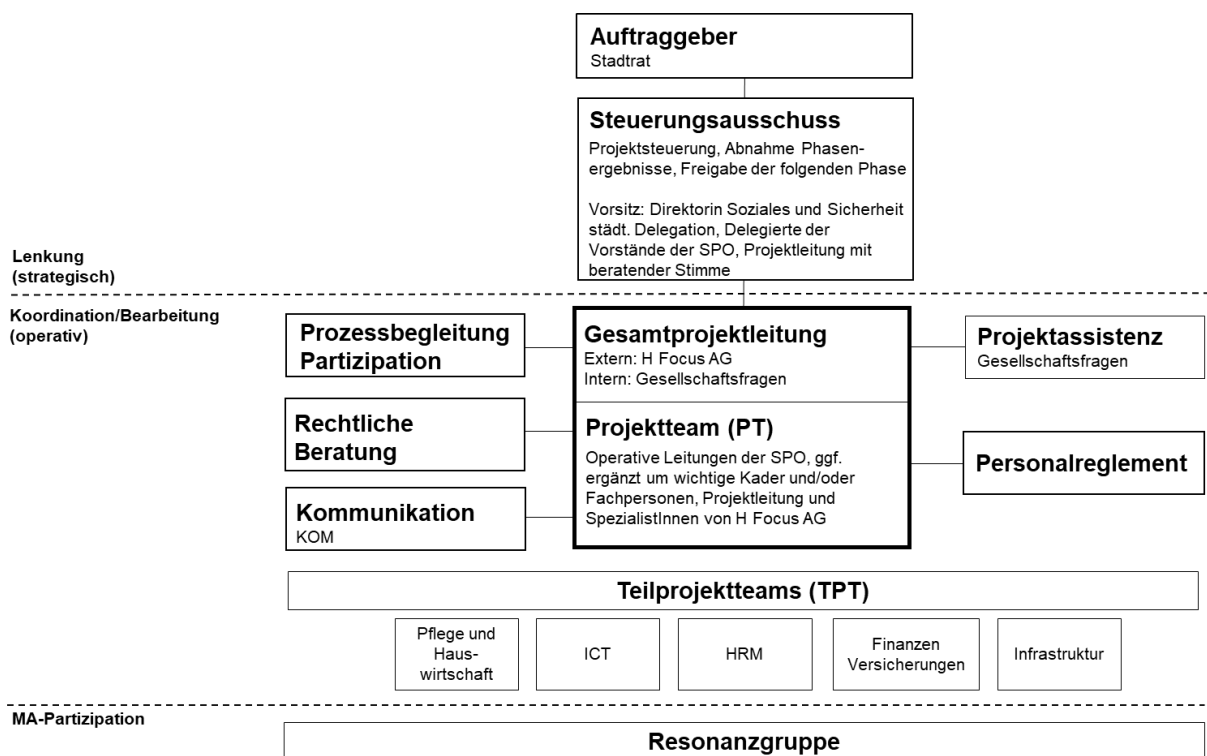 Auftraggeber
Stadtrat
Steuerungsausschuss
Projektsteuerung, Abnahme Phasen-
ergebnisse, Freigabe der folgenden Phase
Vorsitz: Direktorin Soziales und Sicherheit
städt. Delegation, Delegierte der
Vorstände der SPO, Projektleitung mit
beratender Stimme
Lenkung
(strategisch)
Koordination/Bearbeitung
(operativ)
Prozessbegleitung
Partizipation
Rechtliche
Beratung
Kommunikation
KOM
Gesamtprojektleitung
Extern: H Focus AG
Intern: Gesellschaftsfragen
Projektteam (PT)
Operative Leitungen der SPO, ggf.
ergänzt um wichtige Kader und/oder
Fachpersonen, Projektleitung und
SpezialistInnen von H Focus AG
Projektassistenz
Gesellschaftsfragen
Personalreglement
Teilprojektteams (TPT)
Pflege und
Haus-
wirtschaft
ICT
HRM
Finanzen
Versicherungen
Infrastruktur
MA-Partizipation
Resonanzgruppe